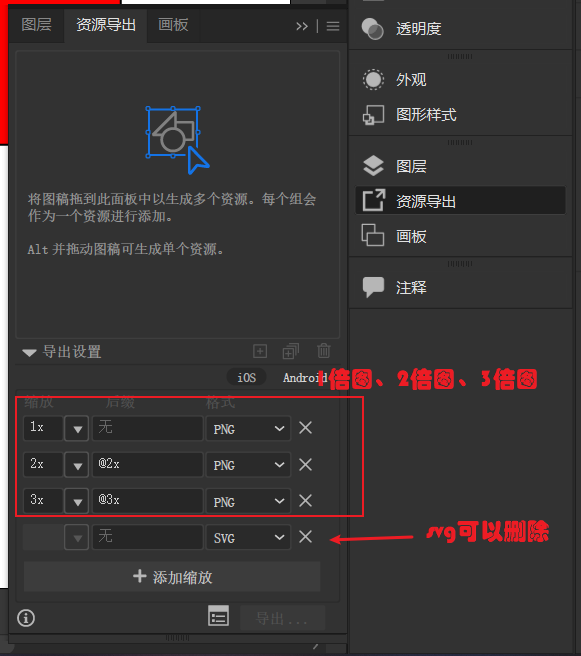 图层 资源导出 画板
透明度
外观
图形样式
图层
资源导出
画板
注释
将图稿拖到此面板中以生成多个资源。每个组会
作为一个资源进行添加。
Alt 并拖动图稿可生成单个资源。
导出设置
iOS Android
1倍图、2倍图、3倍图
缩放 后缀 格式
1x 无 PNG
2x @2x PNG
3x @3x PNG
无 SVG
svg可以删除
添加缩放
导出...